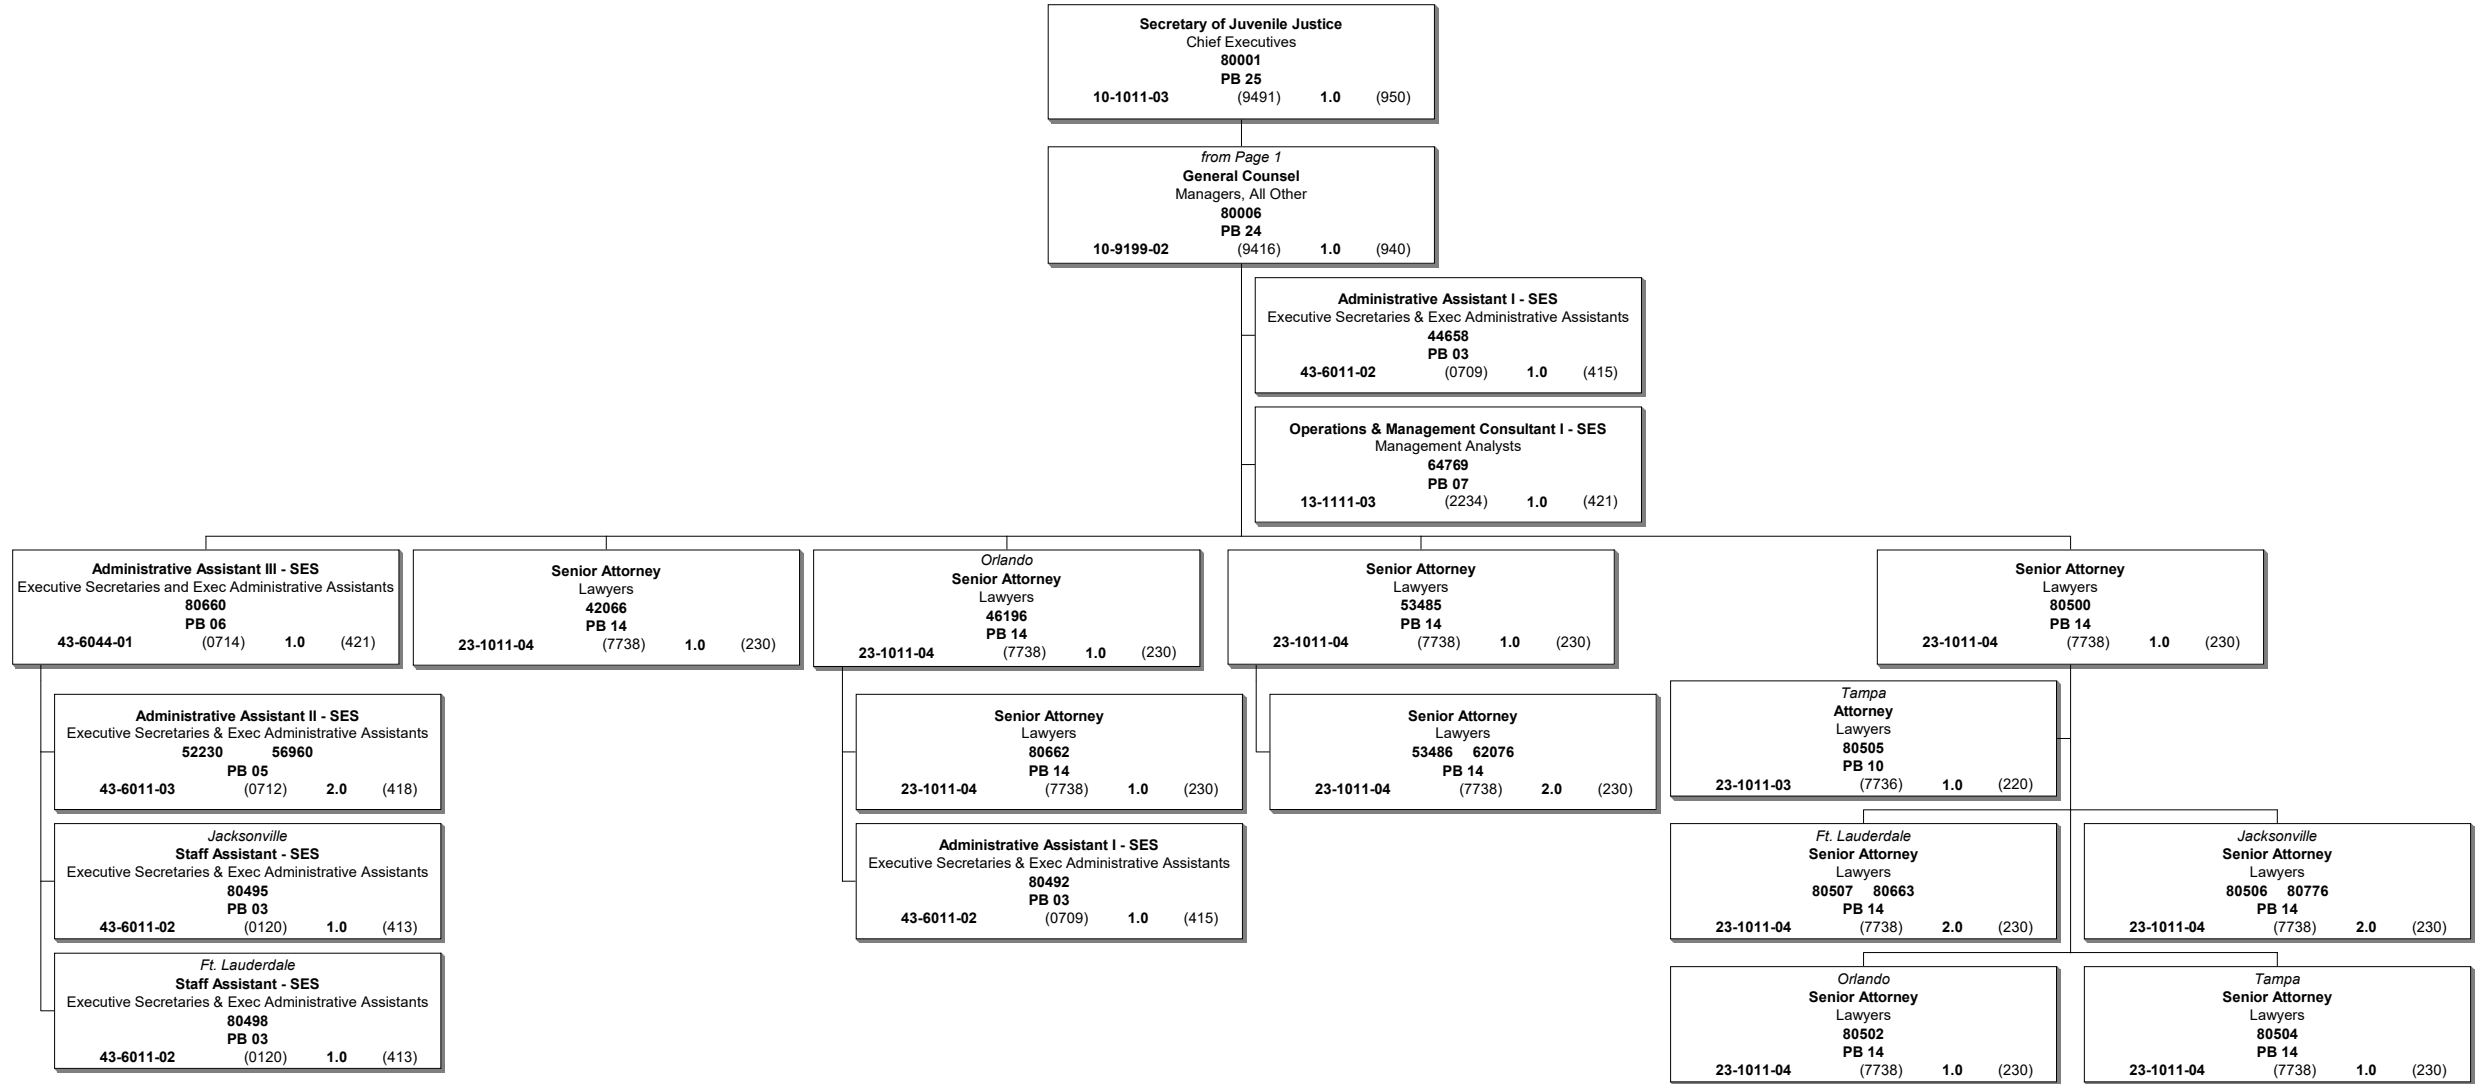 Secretary of Juvenile Justice
Chief Executives
80001
PB 25
10-1011-03 (9491) 1.0 (950)
from Page 1
General Counsel
Managers, All Other
80006
PB 24
10-9199-02 (9416) 1.0 (940)
Administrative Assistant I - SES
Executive Secretaries & Exec Administrative Assistants
44658
PB 03
43-6011-02 (0709) 1.0 (415)
Operations & Management Consultant I - SES
Management Analysts
64769
PB 07
13-1111-03 (2234) 1.0 (421)
Administrative Assistant III - SES
Executive Secretaries and Exec Administrative Assistants
80660
PB 06
43-6044-01 (0714) 1.0 (421)
Senior Attorney
Lawyers
42066
PB 14
23-1011-04 (7738) 1.0 (230)
Orlando
Senior Attorney
Lawyers
46196
PB 14
23-1011-04 (7738) 1.0 (230)
Senior Attorney
Lawyers
53485
PB 14
23-1011-04 (7738) 1.0 (230)
Senior Attorney
Lawyers
80500
PB 14
23-1011-04 (7738) 1.0 (230)
Administrative Assistant II - SES
Executive Secretaries & Exec Administrative Assistants
52230 56960
PB 05
43-6011-03 (0712) 2.0 (418)
Jacksonville
Staff Assistant - SES
Executive Secretaries & Exec Administrative Assistants
80495
PB 03
43-6011-02 (0120) 1.0 (413)
Ft. Lauderdale
Staff Assistant - SES
Executive Secretaries & Exec Administrative Assistants
80498
PB 03
43-6011-02 (0120) 1.0 (413)
Senior Attorney
Lawyers
80662
PB 14
23-1011-04 (7738) 1.0 (230)
Administrative Assistant I - SES
Executive Secretaries & Exec Administrative Assistants
80492
PB 03
43-6011-02 (0709) 1.0 (415)
Senior Attorney
Lawyers
53486 62076
PB 14
23-1011-04 (7738) 2.0 (230)
Tampa
Attorney
Lawyers
80505
PB 10
23-1011-03 (7736) 1.0 (220)
Ft. Lauderdale
Senior Attorney
Lawyers
80507 80663
PB 14
23-1011-04 (7738) 2.0 (230)
Jacksonville
Senior Attorney
Lawyers
80506 80776
PB 14
23-1011-04 (7738) 2.0 (230)
Orlando
Senior Attorney
Lawyers
80502
PB 14
23-1011-04 (7738) 1.0 (230)
Tampa
Senior Attorney
Lawyers
80504
PB 14
23-1011-04 (7738) 1.0 (230)